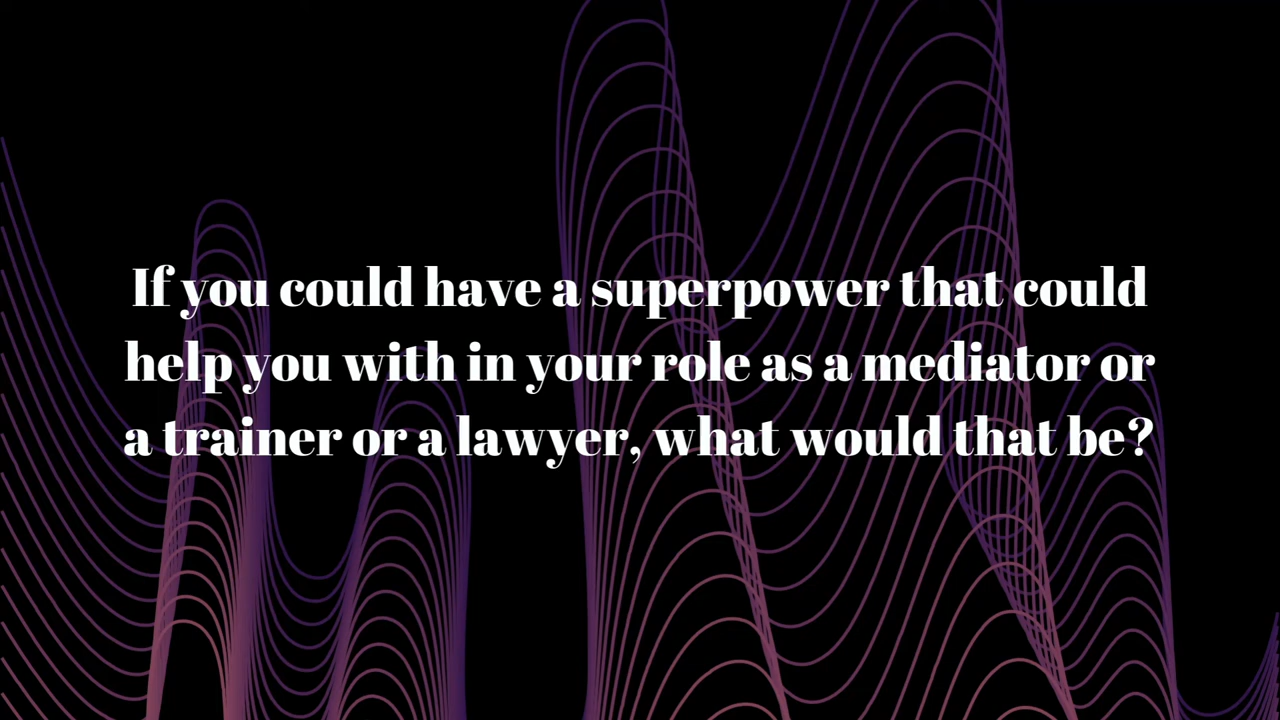 If you could have a superpower that could
help you with in your role as a mediator or
a trainer or a lawyer, what would that be?